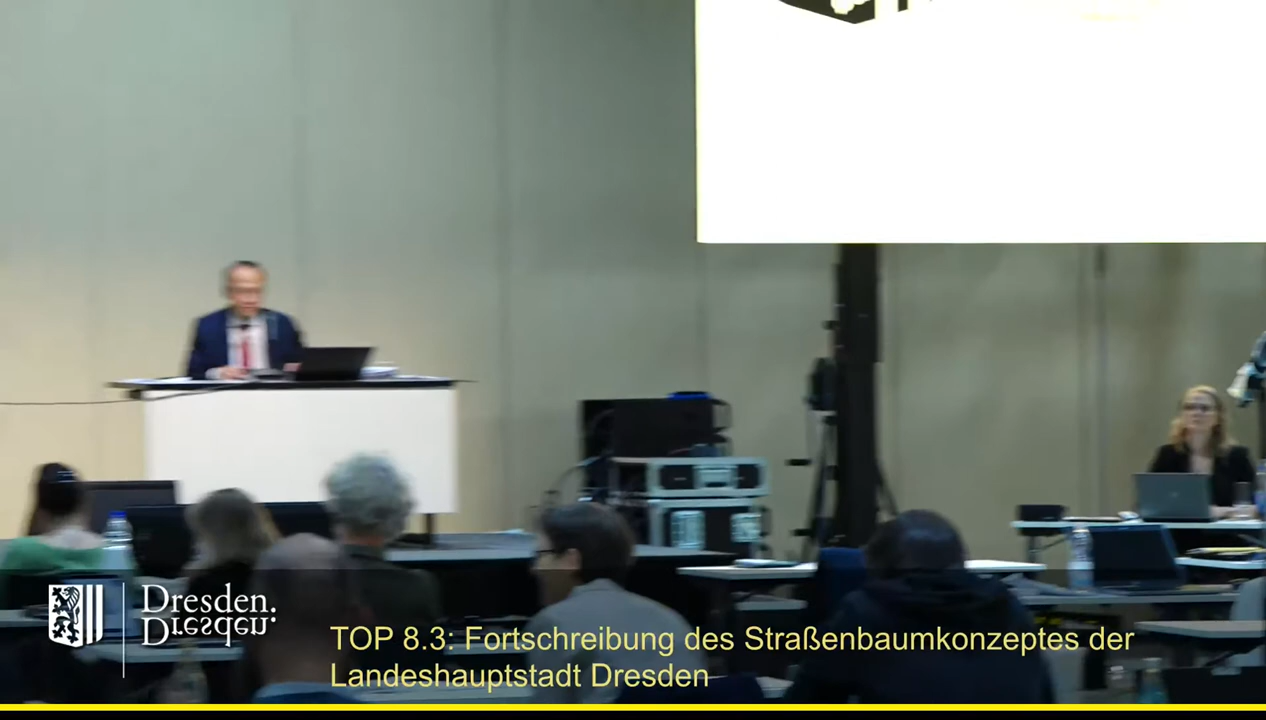 Dresden.
Dresden.
TOP 8.3: Fortschreibung des Straßenbaumkonzeptes der
Landeshauptstadt Dresden